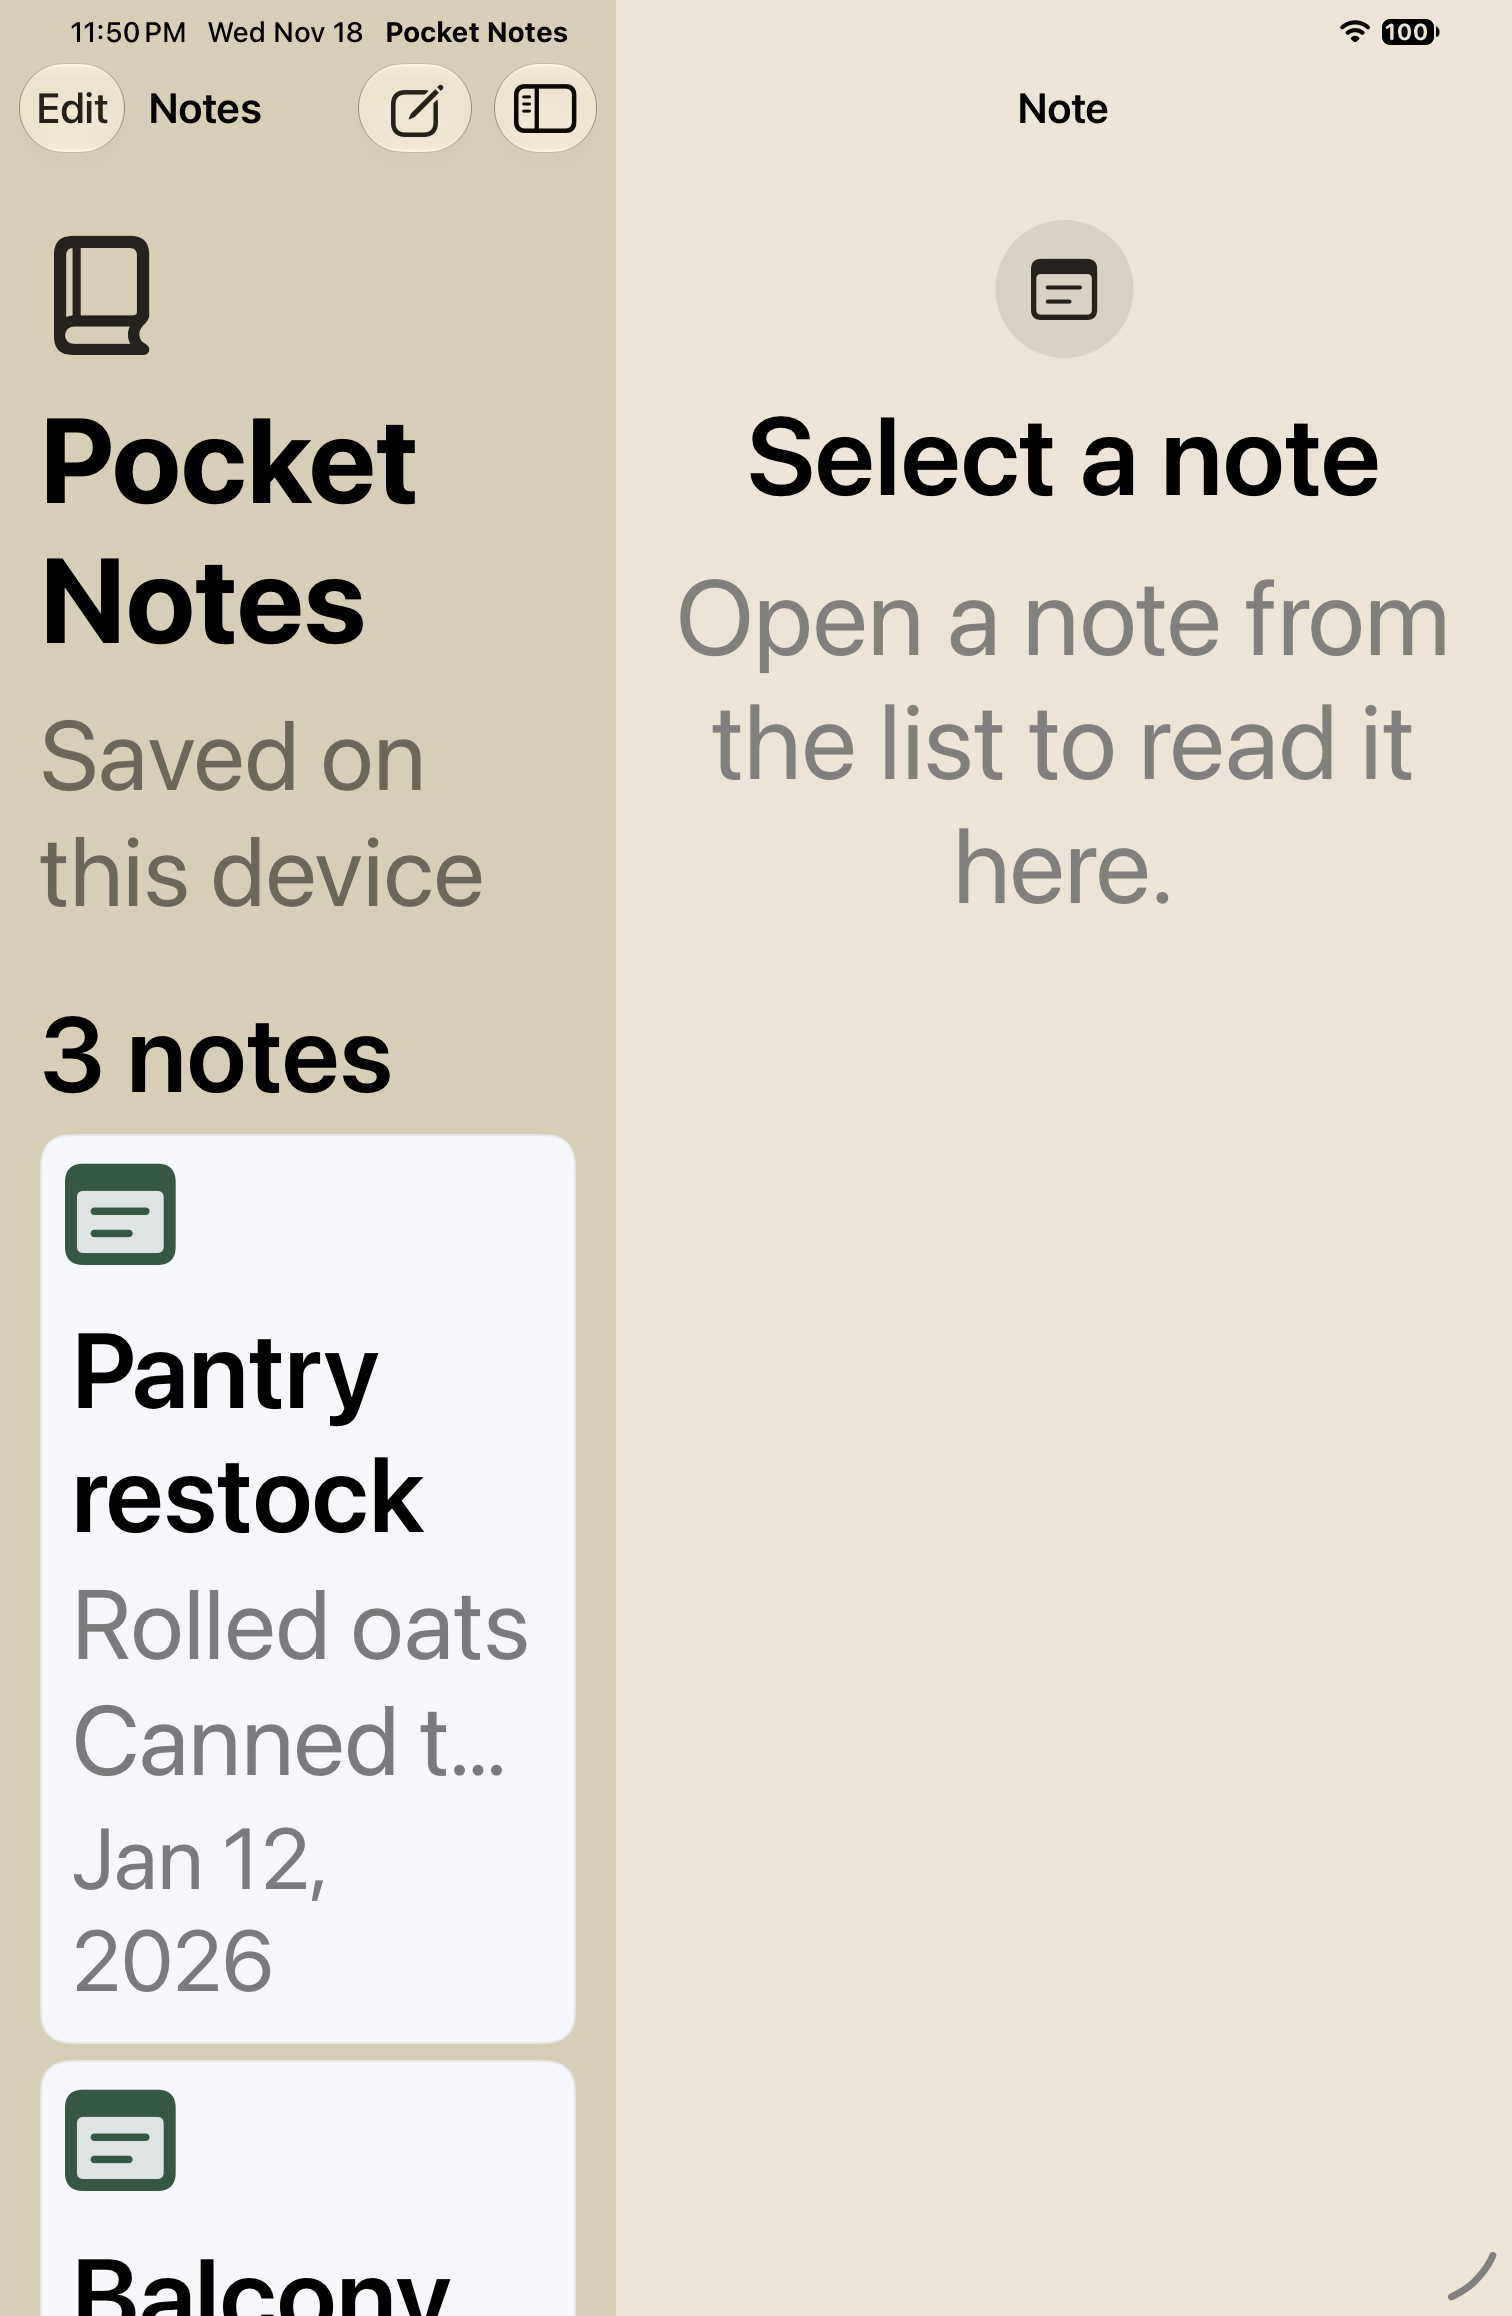 11:50 PM Wed Nov 18 Pocket Notes
100
Edit Notes
Note
Pocket
Notes
Saved on
this device
3 notes
Pantry
restock
Rolled oats
Canned t…
Jan 12,
2026
Balcony
Select a note
Open a note from
the list to read it
here.